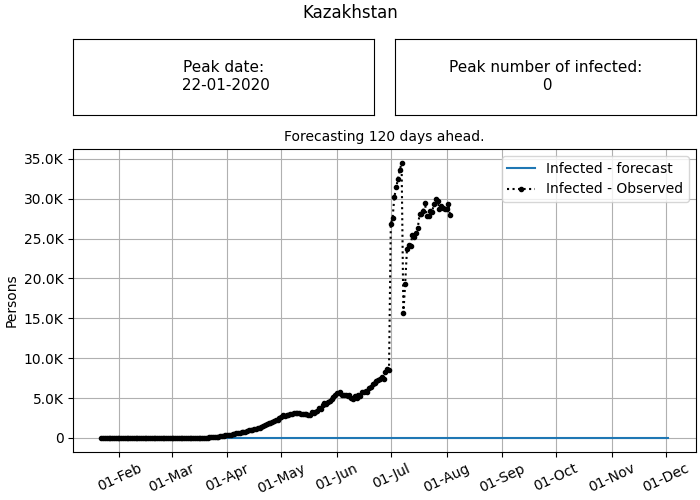 Kazakhstan
Peak date:
22-01-2020
Peak number of infected:
0
Forecasting 120 days ahead.
Infected - forecast
Infected - Observed
Persons
35.0K
30.0K
25.0K
20.0K
15.0K
10.0K
5.0K
0
01-Feb
01-Mar
01-Apr
01-May
01-Jun
01-Jul
01-Aug
01-Sep
01-Oct
01-Nov
01-Dec